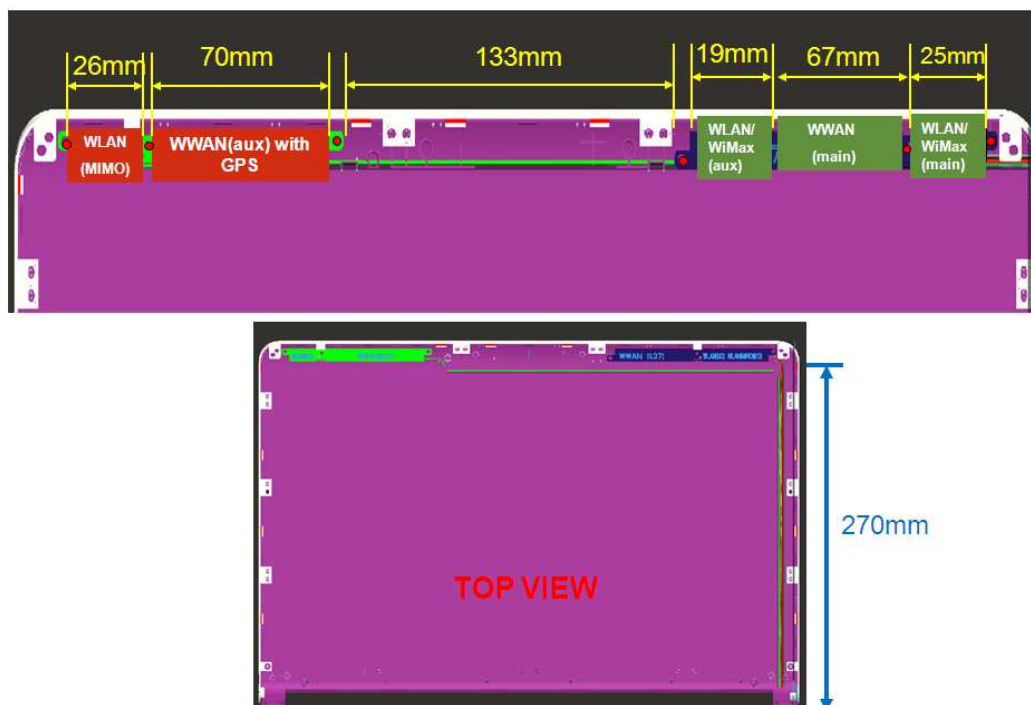 26mm
70mm
133mm
19mm
67mm
25mm
WLAN
(MIMO)
WWAN(aux) with
GPS
WLAN/
WiMax
(aux)
WWAN
(main)
WLAN/
WiMax
(main)
WWAN
270mm
TOP VIEW